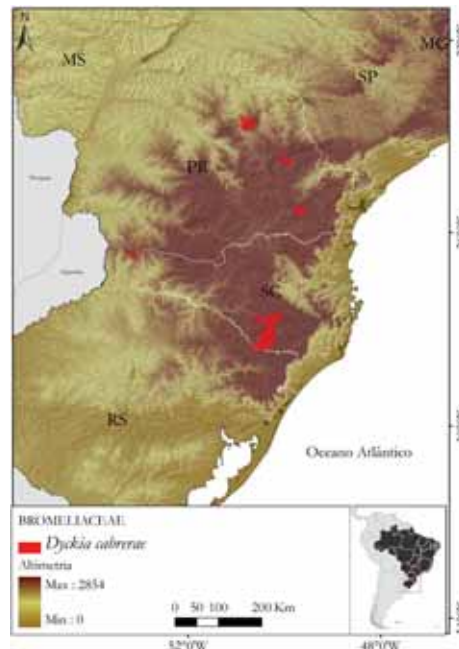 MS
MG
SP
PR
SC
RS
Oceano Atlântico
BROMELIACEAE
Dyckia cabrerae
Altimetria
Max : 2854
Min : 0
0 50 100 200 Km
52°0'W
48°0'W